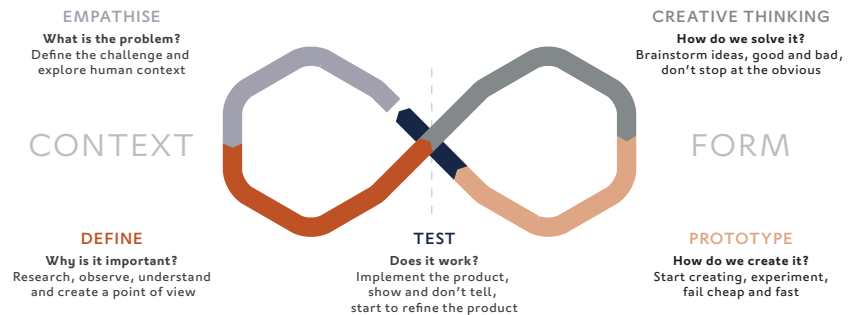 EMPATHISE
What is the problem?
Define the challenge and
explore human context
CREATIVE THINKING
How do we solve it?
Brainstorm ideas, good and bad,
don't stop at the obvious
CONTEXT
FORM
DEFINE
Why is it important?
Research, observe, understand
and create a point of view
TEST
Does it work?
Implement the product,
show and don't tell,
start to refine the product
PROTOTYPE
How do we create it?
Start creating, experiment,
fail cheap and fast